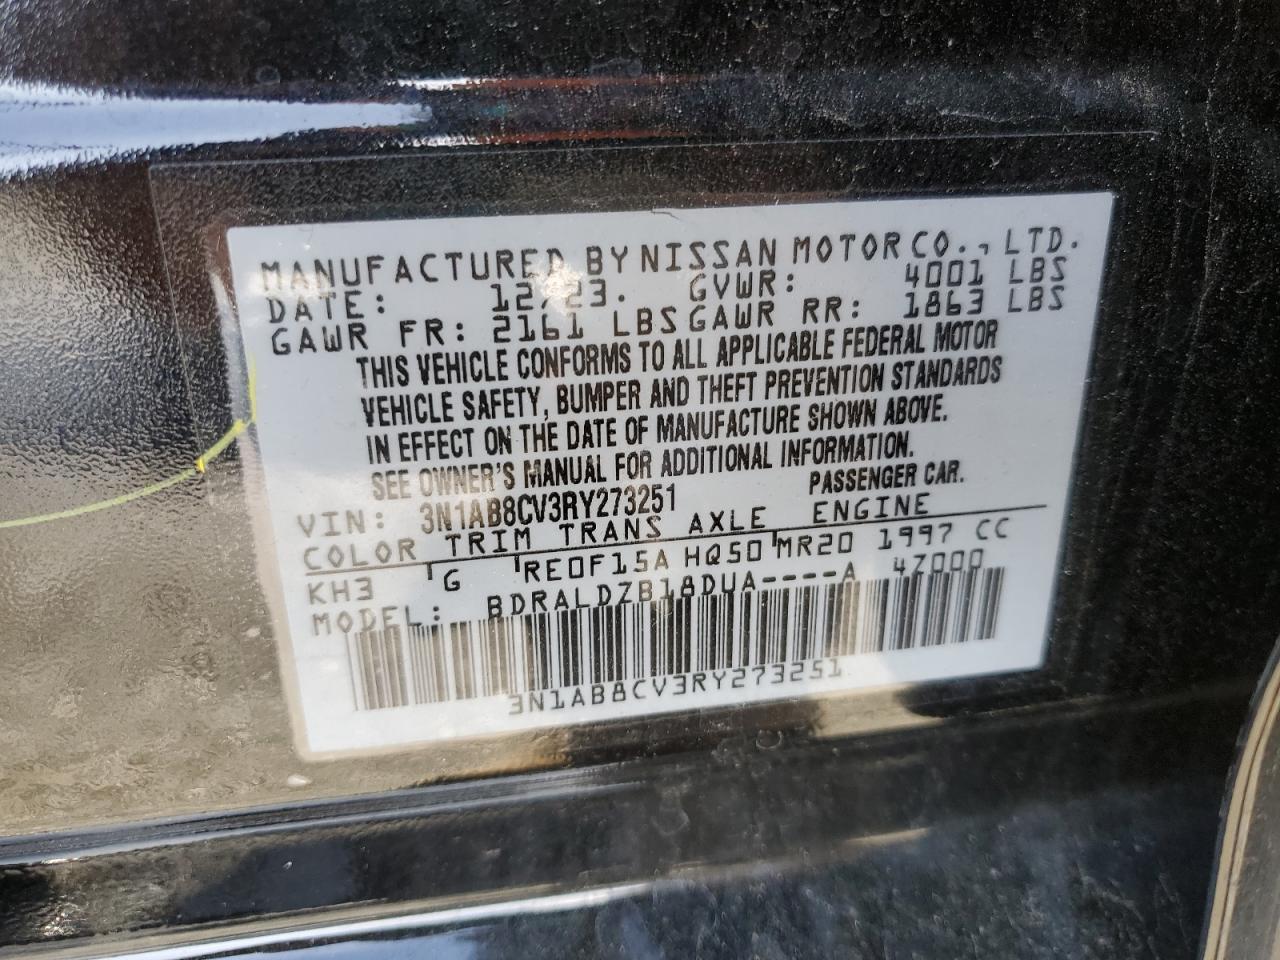 MANUFACTURED BY NISSAN MOTOR CO., LTD.
DATE: 12/23. GVWR: 4001 LBS
GAWR FR: 2161 LBS GAWR RR: 1863 LBS
THIS VEHICLE CONFORMS TO ALL APPLICABLE FEDERAL MOTOR
VEHICLE SAFETY, BUMPER AND THEFT PREVENTION STANDARDS
IN EFFECT ON THE DATE OF MANUFACTURE SHOWN ABOVE.
SEE OWNER'S MANUAL FOR ADDITIONAL INFORMATION.
VIN: 3N1AB8CV3RY273251 PASSENGER CAR.
COLOR TRIM TRANS AXLE ENGINE
KH3 G RE0F15A HQ50 MR20 1997 CC
MODEL: BDRALDZB18DUA----A 4Z000
3N1AB8CV3RY273251